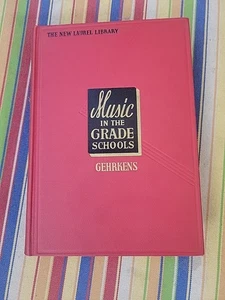 THE NEW LAUREL LIBRARY
Music
IN THE
GRADE
SCHOOLS
GEHRKENS